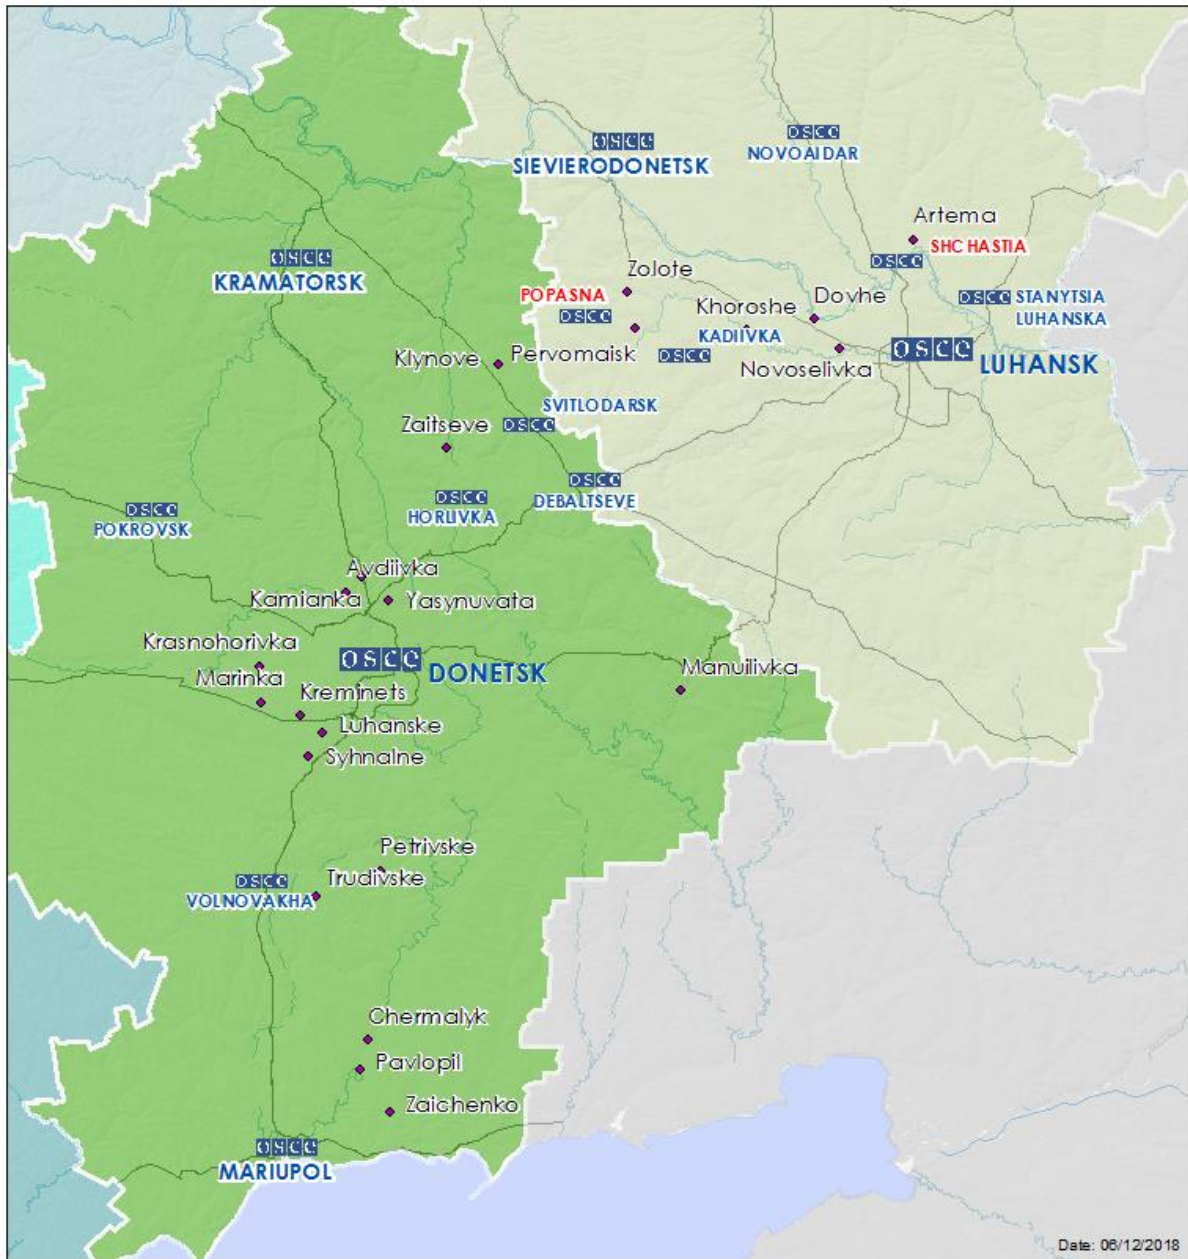 OSCE
SIEVIERODONETSK
OSCE
NOVOAIDAR
Artema
SHCHASTIA
OSCE
OSCE
KRAMATORSK
Zolote
POPASNA
OSCE
Khoroshe
Dovhe
OSCE
STANYTSIA
LUHANSKA
KADIIVKA
OSCE
Klynove
Pervomaisk
Novoselivka
OSCE
LUHANSK
SVITLODARSK
OSCE
Zaitseve
OSCE
DEBALTSEVE
OSCE
HORLIVKA
OSCE
POKROVSK
Avdiivka
Kamianka
Yasynuvata
Krasnohorivka
OSCE
DONETSK
Marinka
Manuilivka
Kreminets
Luhanske
Syhnalne
Petrivske
Trudivske
OSCE
VOLNOVAKHA
Chermalyk
Pavlopil
Zaichenko
OSCE
MARIUPOL
Date: 06/12/2018